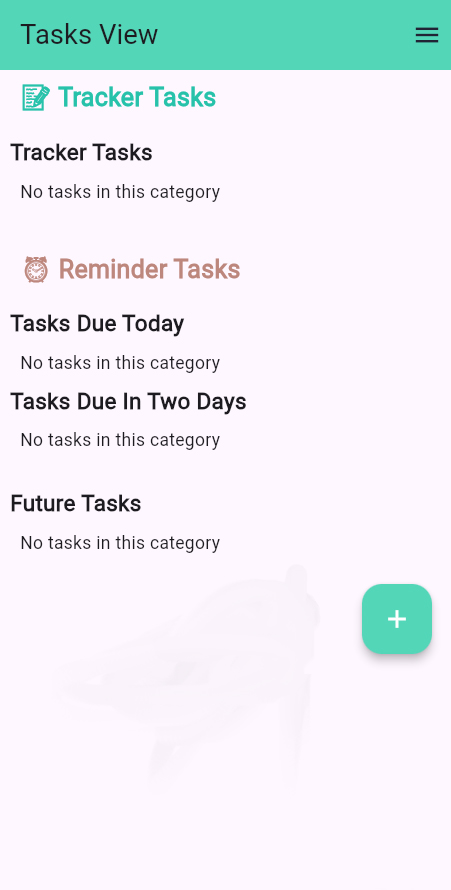 Tasks View
Tracker Tasks
Tracker Tasks
No tasks in this category
Reminder Tasks
Tasks Due Today
No tasks in this category
Tasks Due In Two Days
No tasks in this category
Future Tasks
No tasks in this category